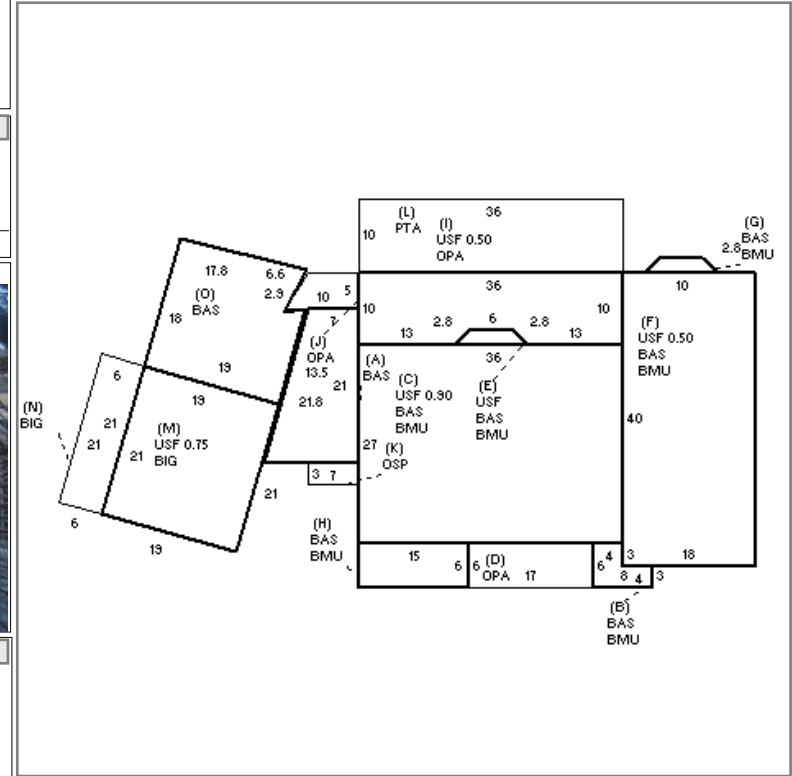 36
(L)
PTA
10
(I)
USF 0.50
OPA
(G)
BAS
BMU
2.8
17.8
6.6
2.9
(O)
BAS
18
10
5
36
10
10
10
7
13
2.8
6
2.8
13
(F)
USF 0.50
BAS
BMU
(J)
OPA
13.5
21
21.8
(A)
BAS
(C)
USF 0.90
BAS
BMU
36
(E)
USF
BAS
BMU
6
19
19
(N)
BIG
21
21
21
(M)
USF 0.75
BIG
40
27
(K)
OSP
3
7
21
6
19
(H)
BAS
BMU
15
6
6
(D)
OPA
17
4
6
8
4
3
3
18
(B)
BAS
BMU